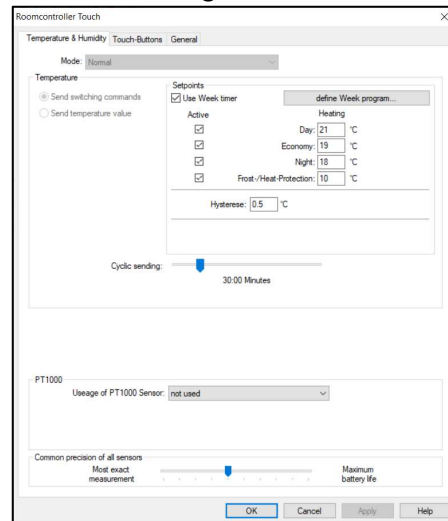 Roomcontroller Touch
Temperature & Humidity Touch-Buttons General
Mode: Normal
Temperature
Send switching commands
Send temperature value
Setpoints
Use Week timer define Week program...
Active Heating
Day: 21 °C
Economy: 19 °C
Night: 18 °C
Frost-/Heat-Protection: 10 °C
Hysterese: 0.5 °C
Cyclic sending:
30:00 Minutes
PT1000
Useage of PT1000 Sensor: not used
Common precision of all sensors
Most exact measurement Maximum battery life
OK Cancel Apply Help